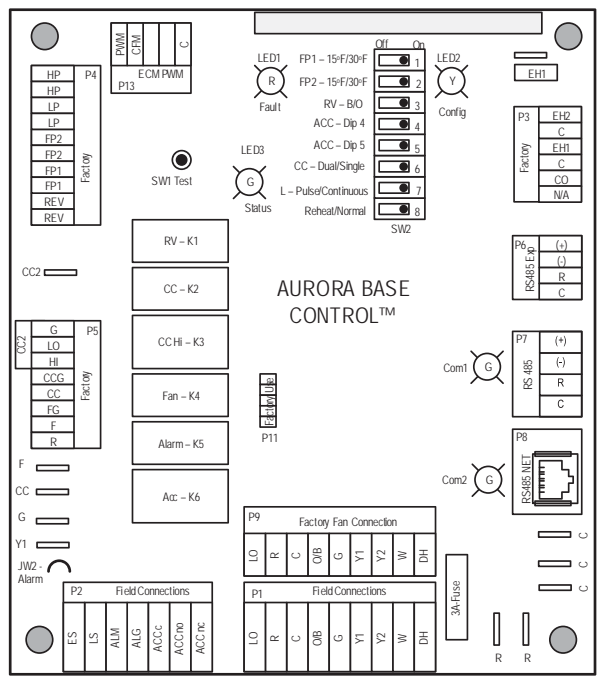 PWM
CFM
C
ECM PWM
P13
Off
On
LED1
R
Fault
FP1 – 15ºF/30ºF
1
FP2 – 15ºF/30ºF
2
RV – B/O
3
ACC – Dip 4
4
ACC – Dip 5
5
CC – Dual/Single
6
L – Pulse/Continuous
7
Reheat/Normal
8
SW2
LED2
Y
Config
EH1
HP
HP
LP
LP
FP2
FP2
FP1
FP1
REV
REV
P4
Factory
P3
Factory
EH2
C
EH1
C
CO
N/A
SW1 Test
LED3
G
Status
RV – K1
CC – K2
CC Hi – K3
Fan – K4
Alarm – K5
Acc – K6
AURORA BASE
CONTROL™
P6
RS485 Exp
(+)
(-)
R
C
CC2
CC2
G
LO
HI
CCG
CC
FG
F
R
P5
Factory
P7
RS 485
(+)
(-)
R
C
Com1
G
Factory Use
P11
P8
RS485 NET
Com2
G
F
CC
G
Y1
JW2 -
Alarm
P9
Factory Fan Connection
LO
R
C
O/B
G
Y1
Y2
W
DH
C
C
C
P2
Field Connections
ES
LS
ALM
ALG
ACCc
ACCno
ACCnc
P1
Field Connections
LO
R
C
O/B
G
Y1
Y2
W
DH
3A-Fuse
R
R